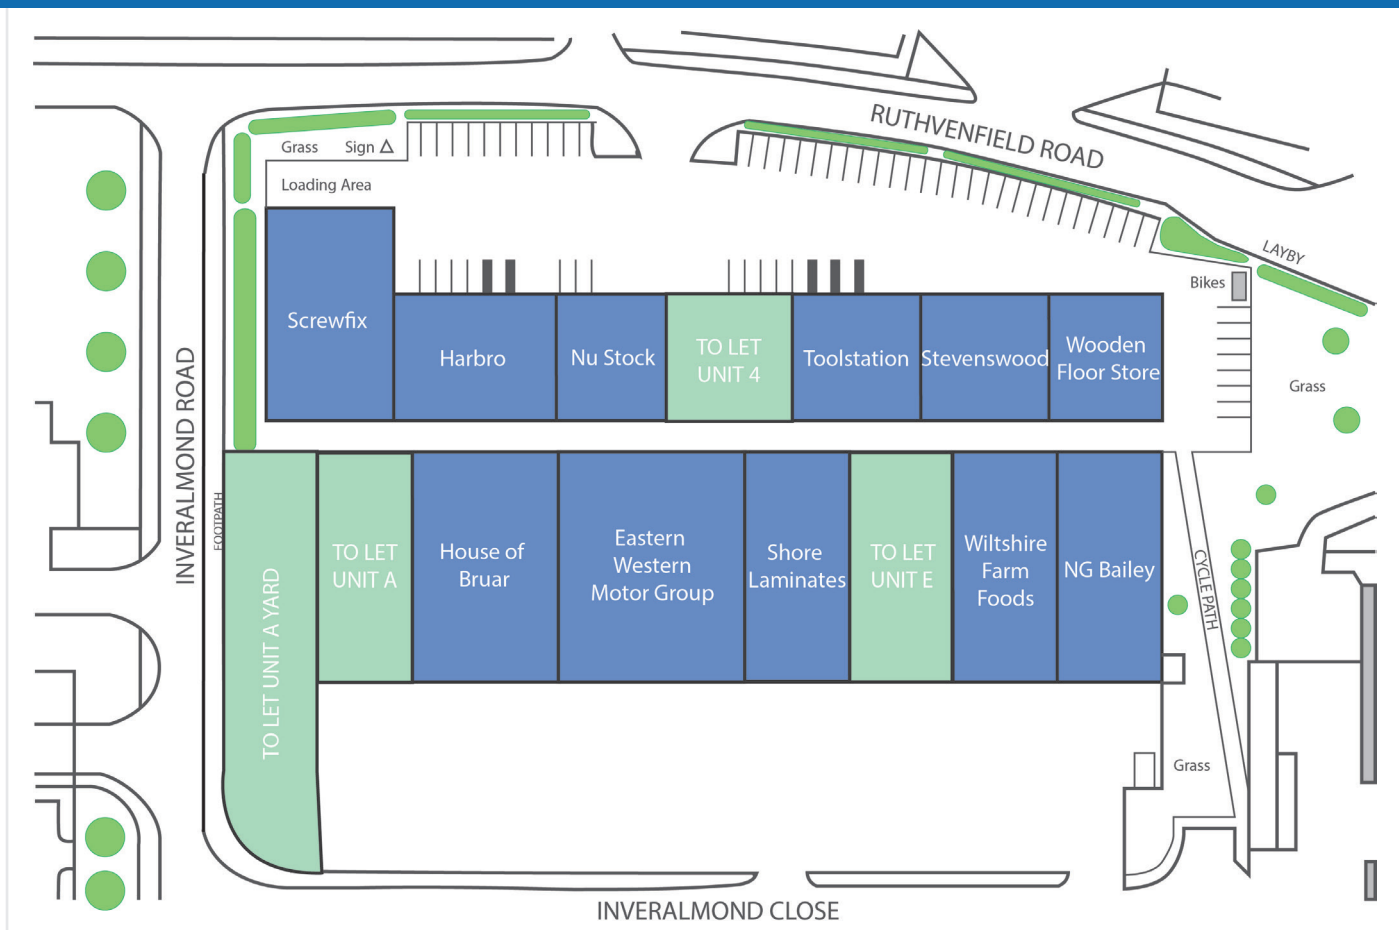 RUTHVENFIELD ROAD
Grass
Sign
Loading Area
LAYBY
Bikes
Screwfix
Harbro
Nu Stock
TO LET
UNIT 4
Toolstation
Stevenswood
Wooden
Floor Store
Grass
INVERALMOND ROAD
FOOTPATH
TO LET UNIT A YARD
TO LET
UNIT A
House of
Bruar
Eastern
Western
Motor Group
Shore
Laminates
TO LET
UNIT E
Wiltshire
Farm
Foods
NG Bailey
CYCLE PATH
Grass
INVERALMOND CLOSE